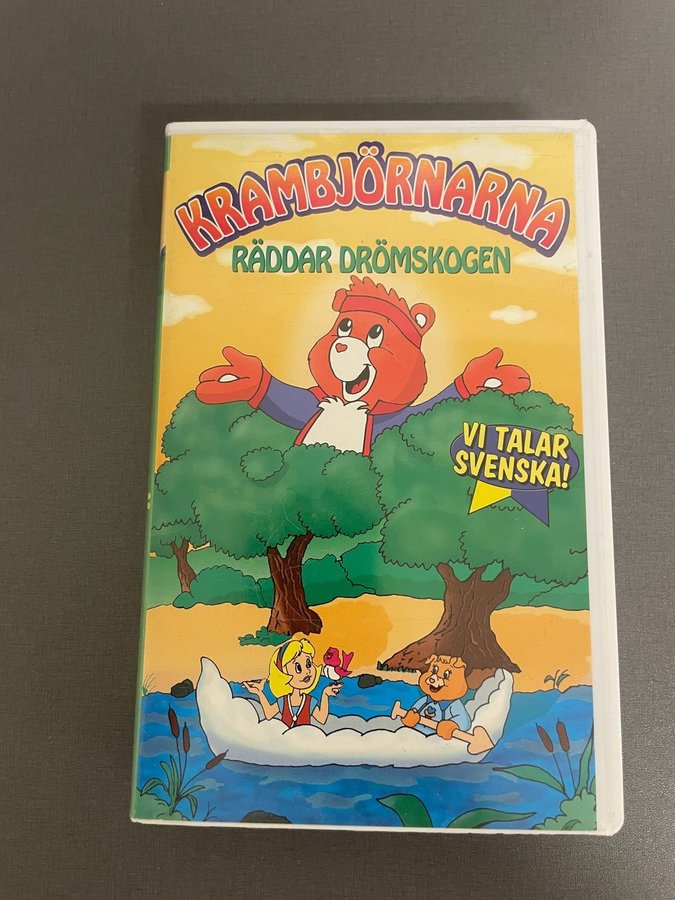 KRAMBJÖRNARNA
RÄDDAR DRÖMSKOGEN
VI TALAR
SVENSKA!